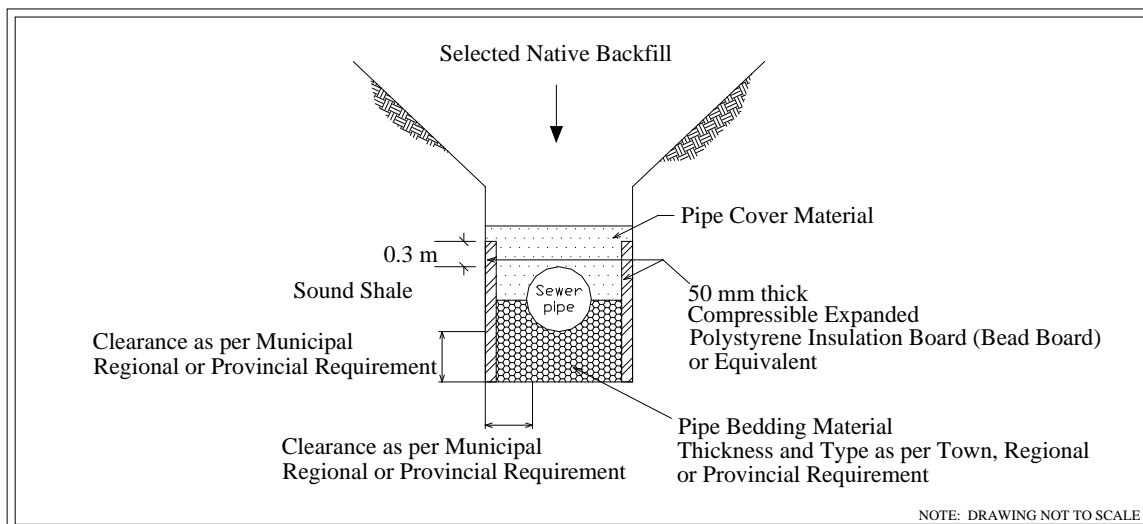 Selected Native Backfill
Pipe Cover Material
0.3 m
Sound Shale
Sewer
pipe
50 mm thick
Compressible Expanded
Polystyrene Insulation Board (Bead Board)
or Equivalent
Clearance as per Municipal
Regional or Provincial Requirement
Pipe Bedding Material
Thickness and Type as per Town, Regional
or Provincial Requirement
Clearance as per Municipal
Regional or Provincial Requirement
NOTE: DRAWING NOT TO SCALE